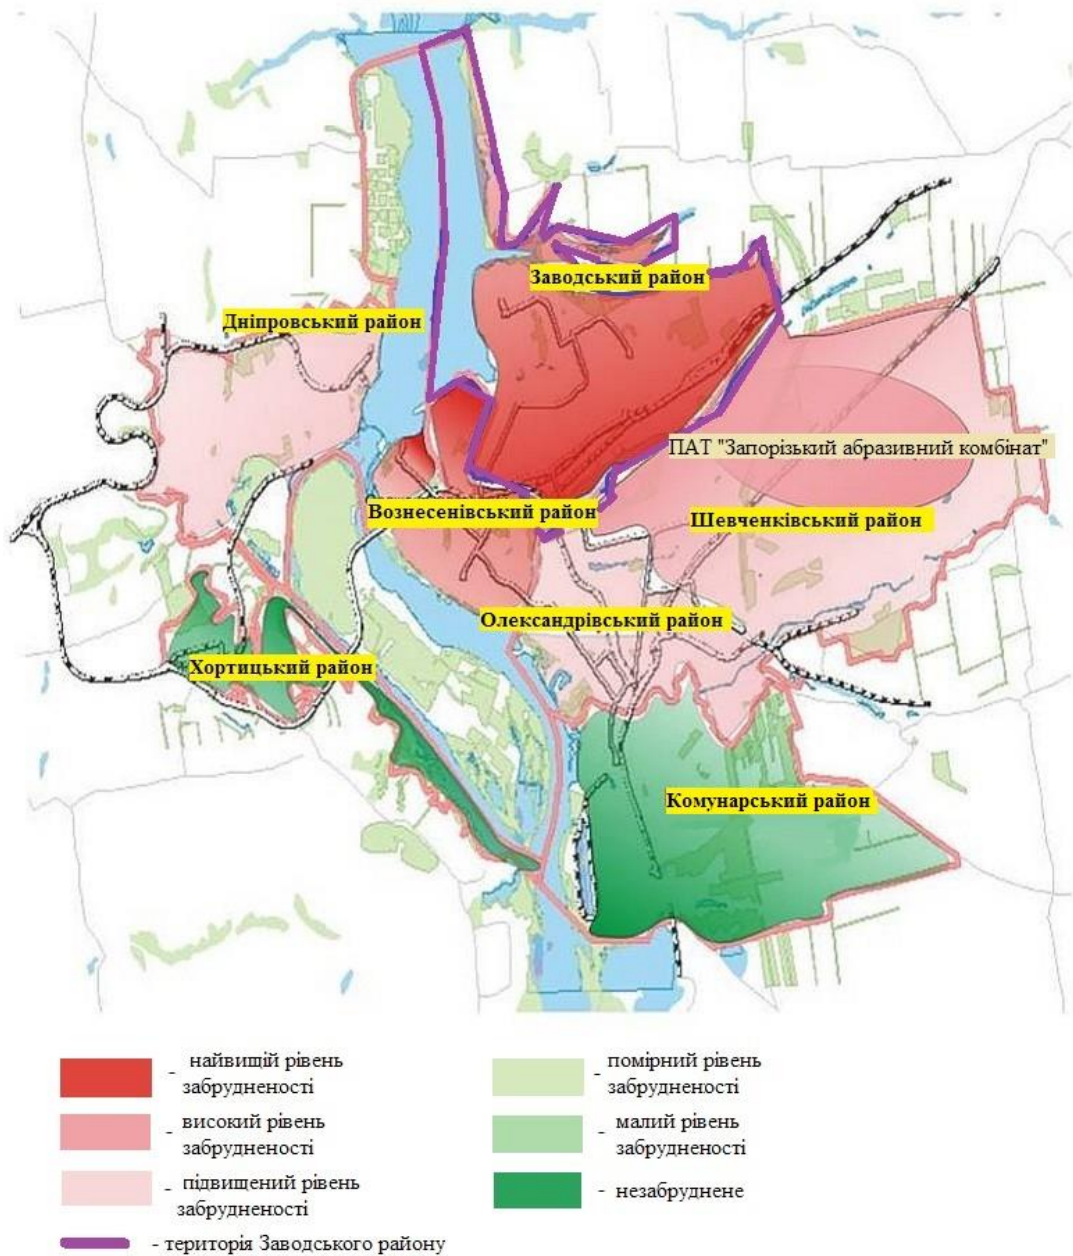 Заводський район
Дніпровський район
ПАТ "Запорізький абразивний комбінат"
Вознесенівський район
Шевченківський район
Олександрівський район
Хортицький район
Комунарський район
- найвищій рівень
забрудненості
- високий рівень
забрудненості
- підвищений рівень
забрудненості
- територія Заводського району
- помірний рівень
забрудненості
- малий рівень
забрудненості
- незабруднене